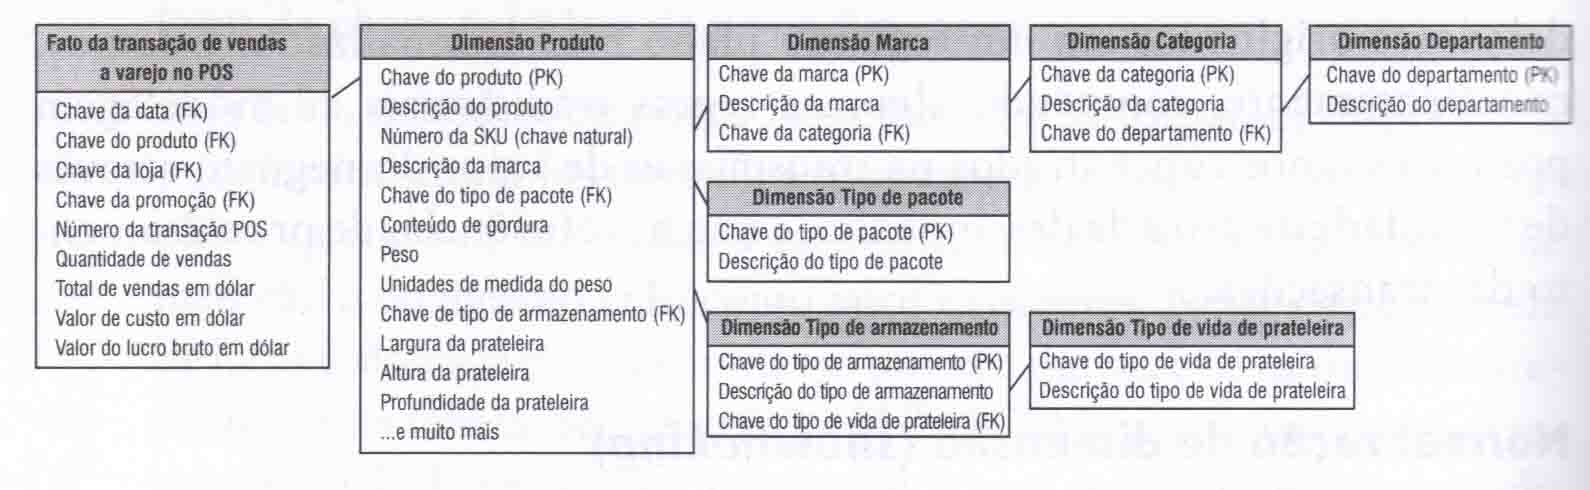 Fato da transação de vendas
a varejo no POS
Chave da data (FK)
Chave do produto (FK)
Chave da loja (FK)
Chave da promoção (FK)
Número da transação POS
Quantidade de vendas
Total de vendas em dólar
Valor de custo em dólar
Valor do lucro bruto em dólar
Dimensão Produto
Chave do produto (PK)
Descrição do produto
Número da SKU (chave natural)
Descrição da marca
Chave do tipo de pacote (FK)
Conteúdo de gordura
Peso
Unidades de medida do peso
Chave de tipo de armazenamento (FK)
Largura da prateleira
Altura da prateleira
Profundidade da prateleira
...e muito mais
Dimensão Marca
Chave da marca (PK)
Descrição da marca
Chave da categoria (FK)
Dimensão Categoria
Chave da categoria (PK)
Descrição da categoria
Chave do departamento (FK)
Dimensão Departamento
Chave do departamento (PK)
Descrição do departamento
Dimensão Tipo de pacote
Chave do tipo de pacote (PK)
Descrição do tipo de pacote
Dimensão Tipo de armazenamento
Chave do tipo de armazenamento (PK)
Descrição do tipo de armazenamento
Chave do tipo de vida de prateleira (FK)
Dimensão Tipo de vida de prateleira
Chave do tipo de vida de prateleira
Descrição do tipo de vida de prateleira